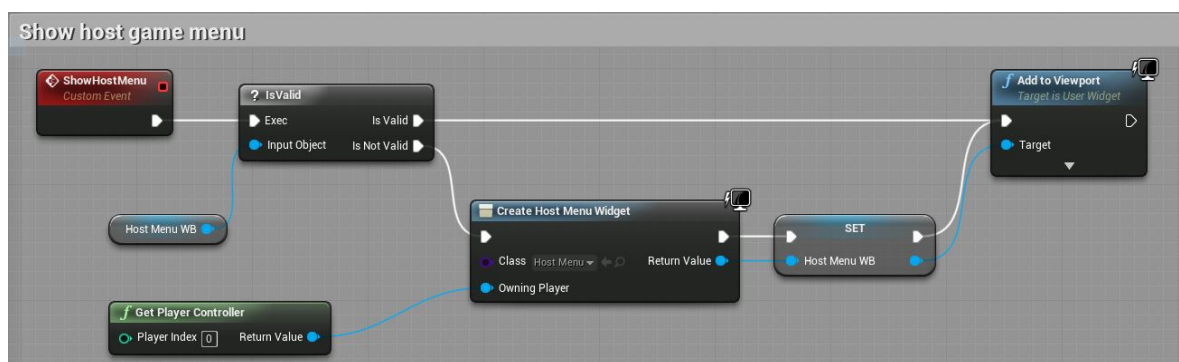 Show host game menu
ShowHostMenu
Custom Event
? IsValid
Exec Is Valid
Input Object Is Not Valid
f Add to Viewport
Target is User Widget
Target
Host Menu WB
Create Host Menu Widget
Class Host Menu Return Value
Owning Player
SET
Host Menu WB
f Get Player Controller
Player Index 0 Return Value